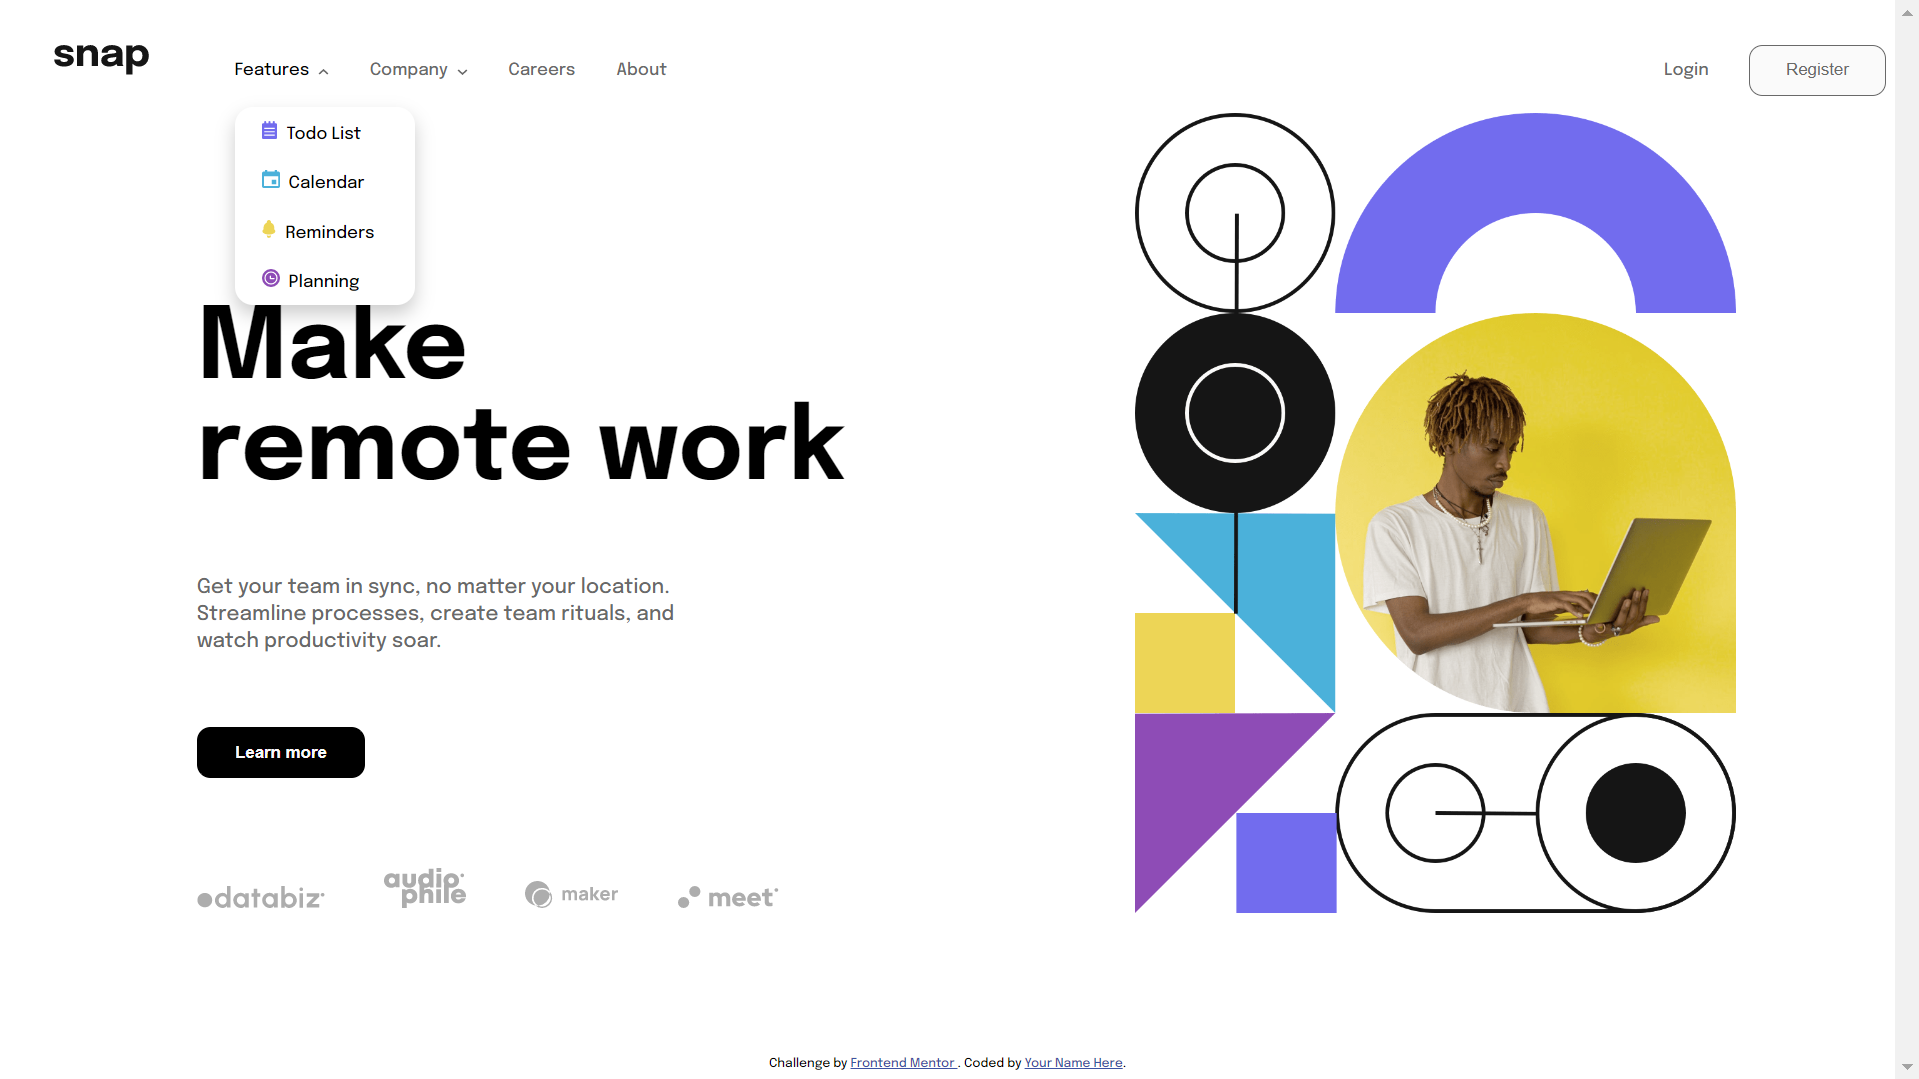 snap
Features
Company
Careers
About
Login
Register
Todo List
Calendar
Reminders
Planning
Make
remote work
Get your team in sync, no matter your location.
Streamline processes, create team rituals, and
watch productivity soar.
Learn more
databiz
audiophile
maker
meet
Challenge by Frontend Mentor . Coded by Your Name Here.